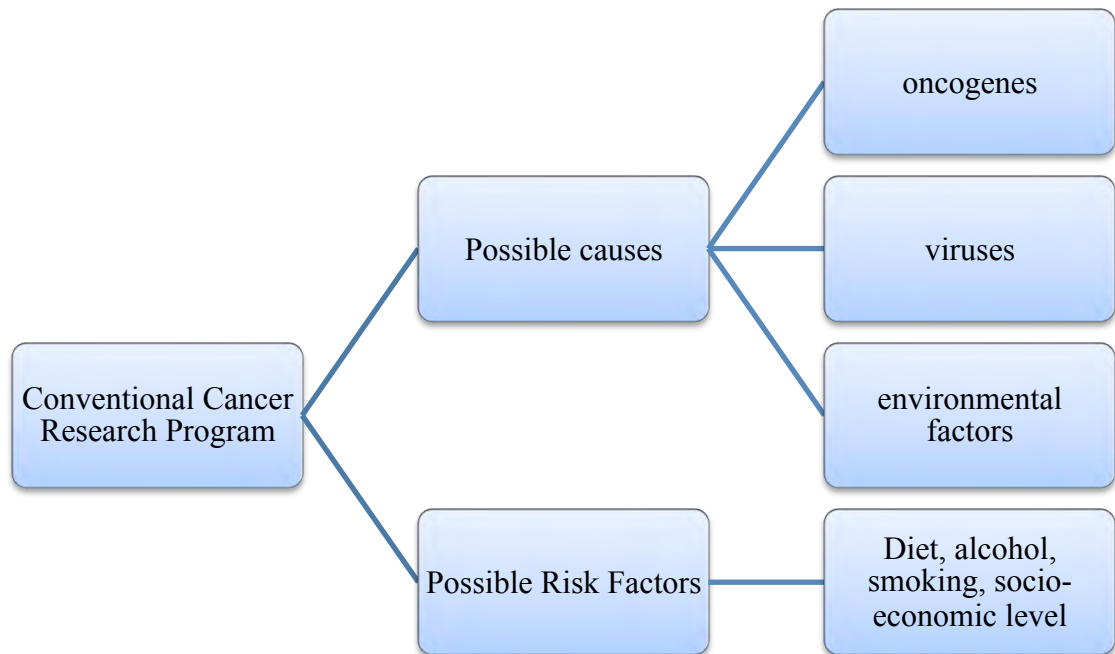 Conventional Cancer
Research Program
Possible causes
oncogenes
viruses
environmental
factors
Possible Risk Factors
Diet, alcohol,
smoking, socio-
economic level